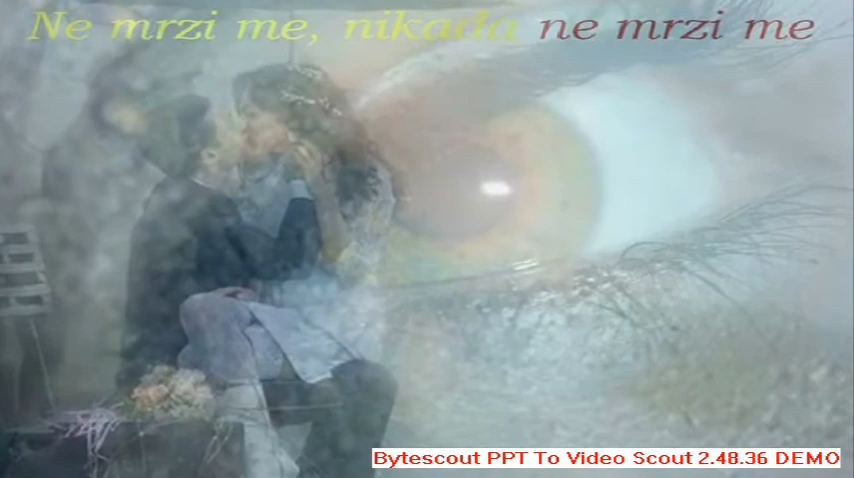 Ne mrzi me, nikada ne mrzi me
Bytescout PPT To Video Scout 2.48.36 DEMO